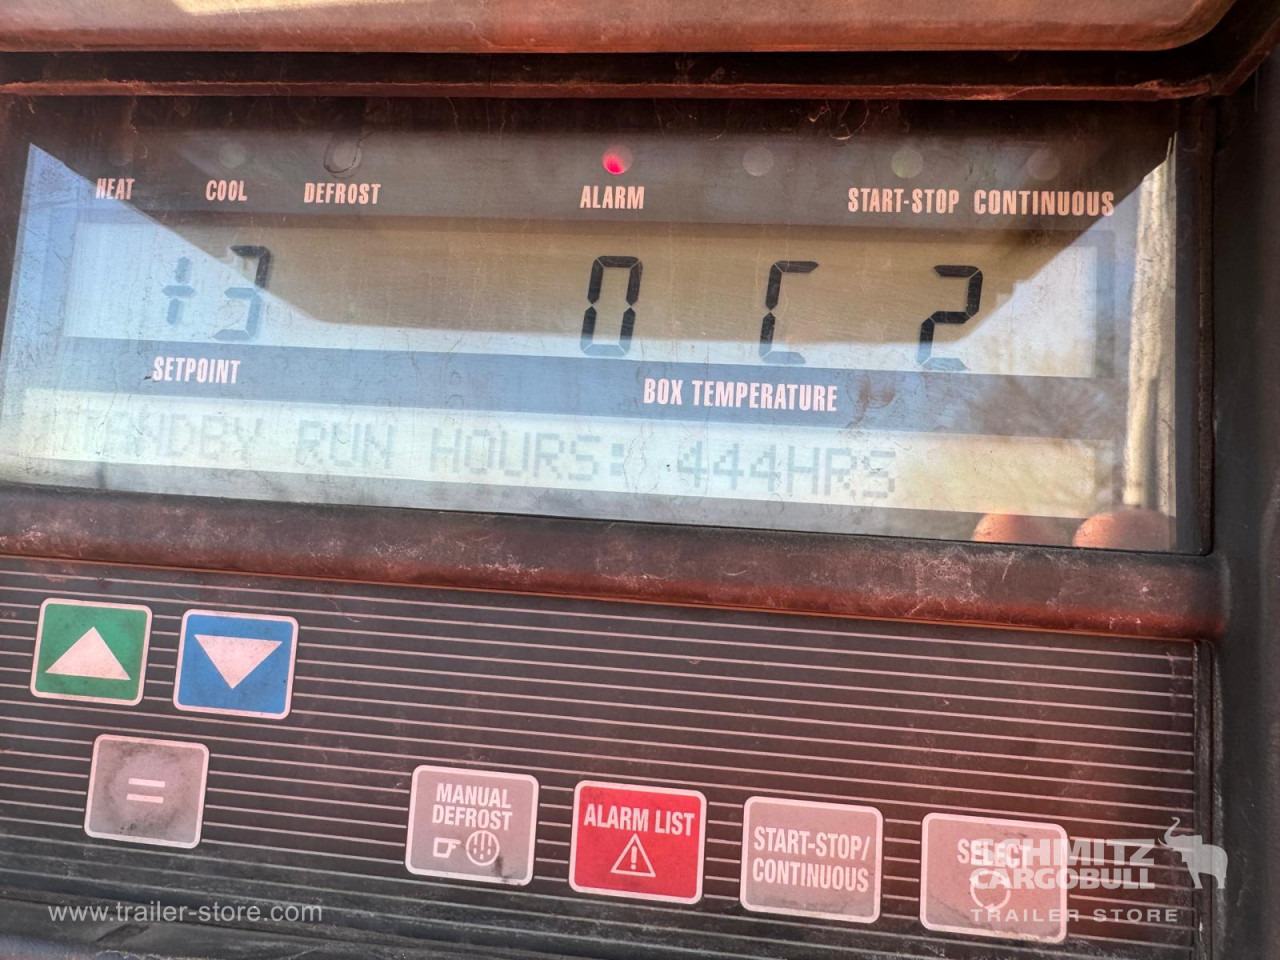 HEAT COOL DEFROST ALARM START-STOP CONTINUOUS
+3 0 C 2
SETPOINT
BOX TEMPERATURE
STANDBY RUN HOURS: 444HRS
=
MANUAL
DEFROST
ALARM LIST
START-STOP/
CONTINUOUS
SELECT
SCHMITZ
CARGOBULL
TRAILER STORE
www.trailer-store.com